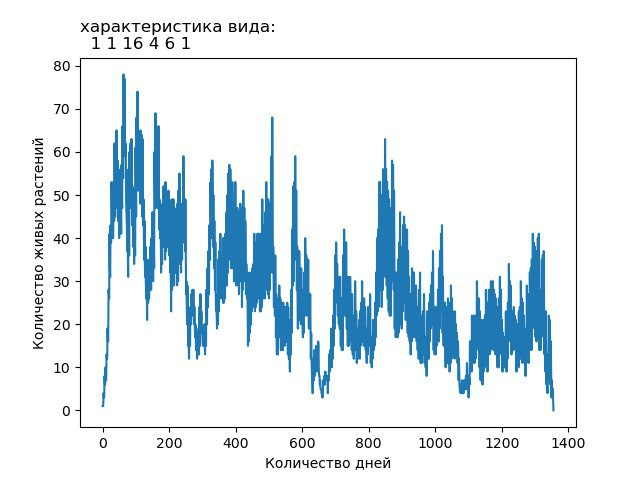 характеристика вида:
1 1 16 4 6 1
80
70
60
50
40
30
20
10
0
Количество живых растений
0 200 400 600 800 1000 1200 1400
Количество дней